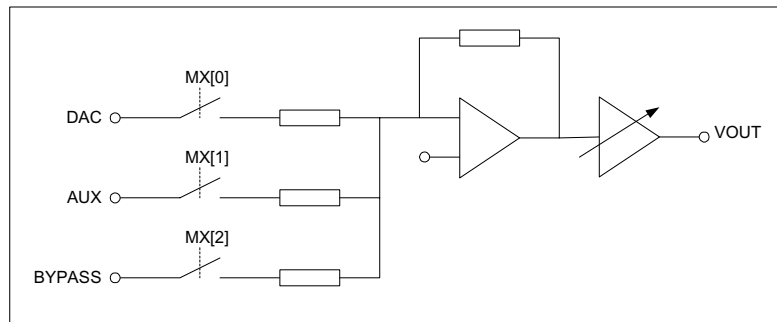 MX[0]
DAC
VOUT
MX[1]
AUX
MX[2]
BYPASS